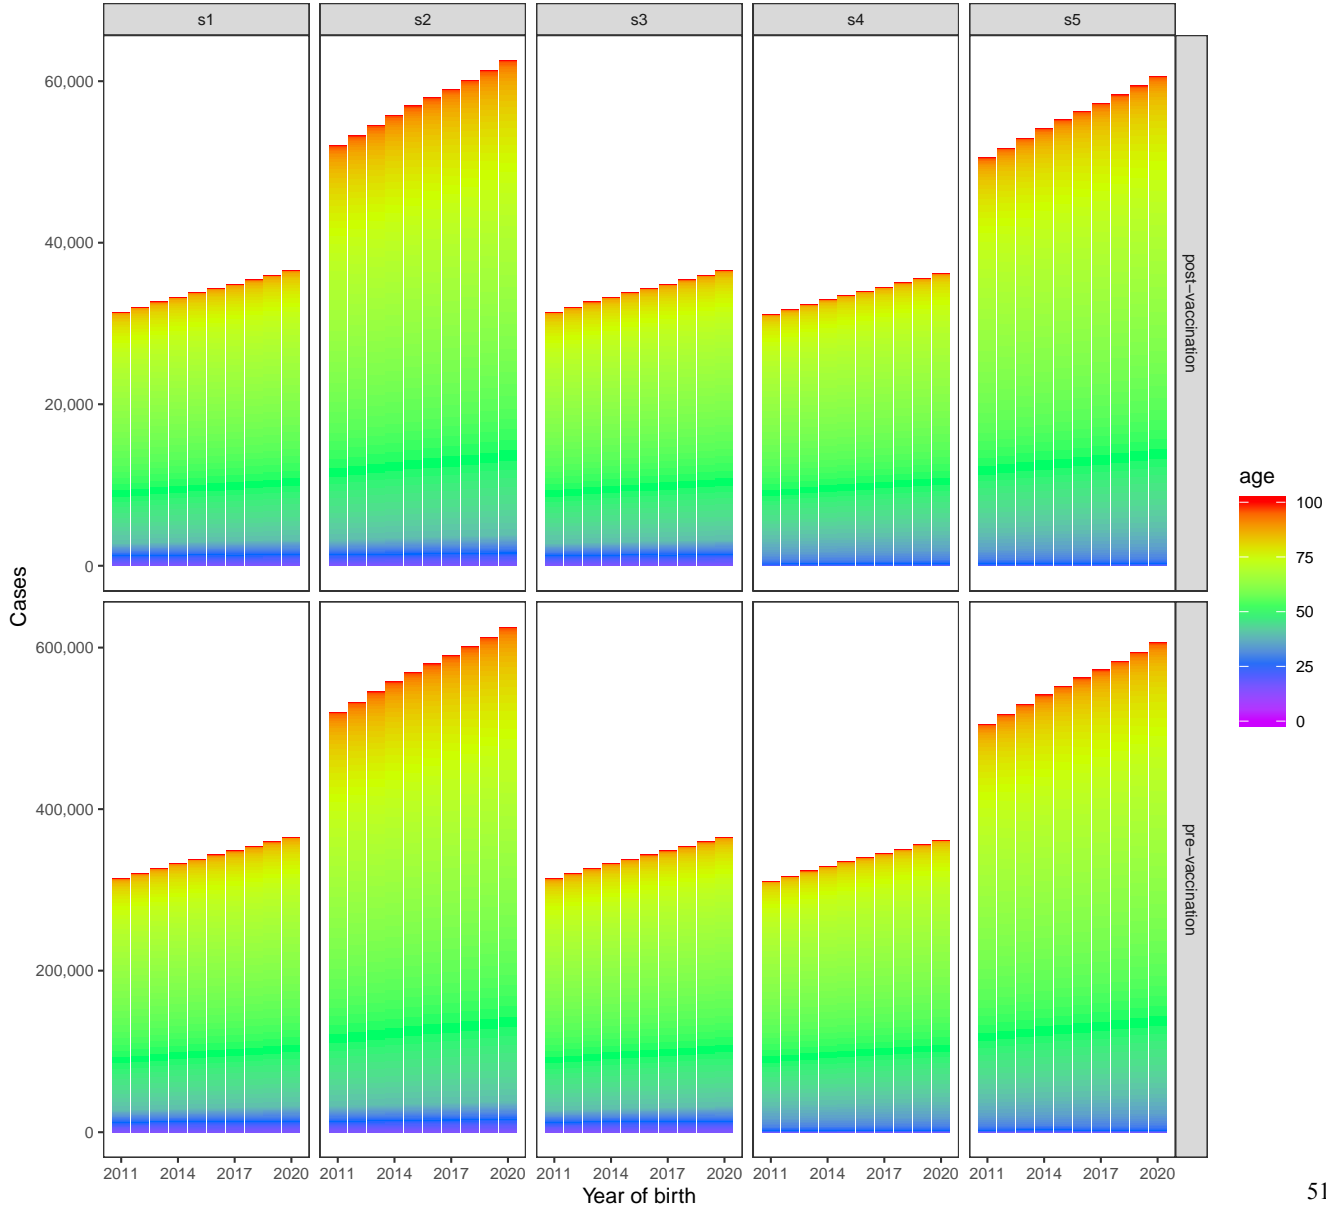 s1 s2 s3 s4 s5
60,000
40,000
20,000
0
post−vaccination
600,000
400,000
200,000
0
pre−vaccination
Cases
2011 2014 2017 2020 2011 2014 2017 2020 2011 2014 2017 2020 2011 2014 2017 2020 2011 2014 2017 2020
Year of birth
age
100
75
50
25
0
51